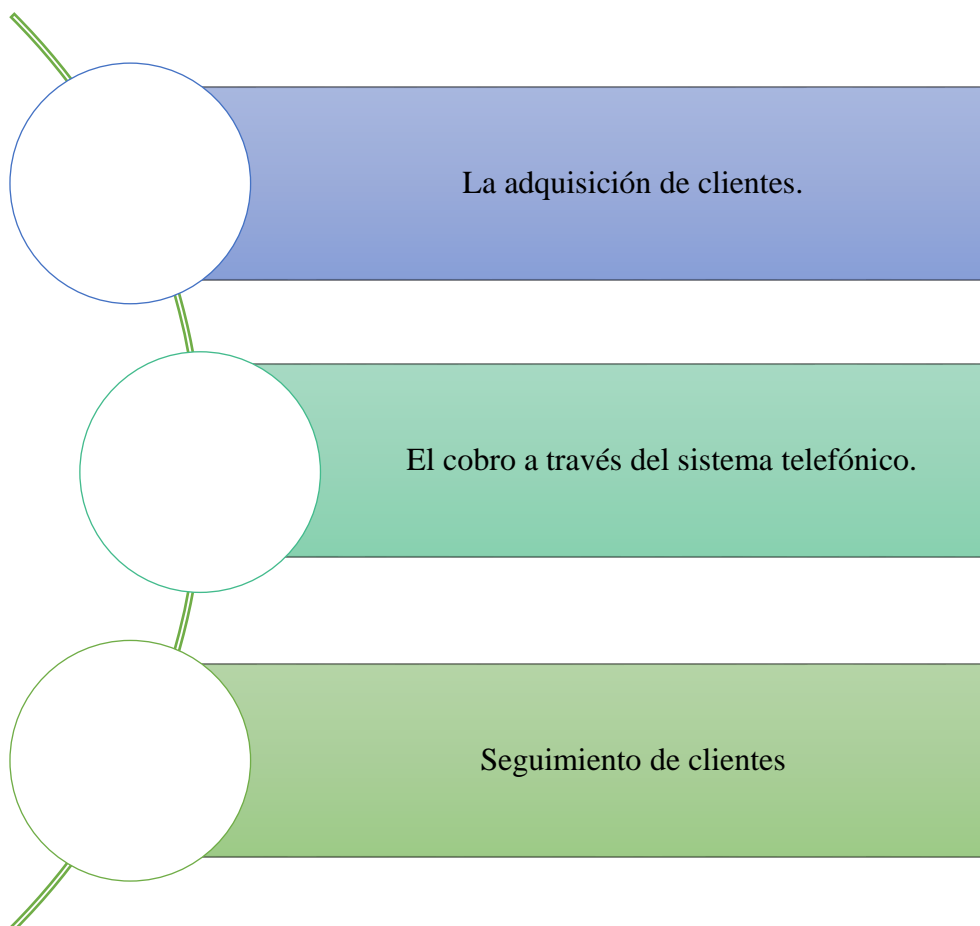 La adquisición de clientes.
El cobro a través del sistema telefónico.
Seguimiento de clientes